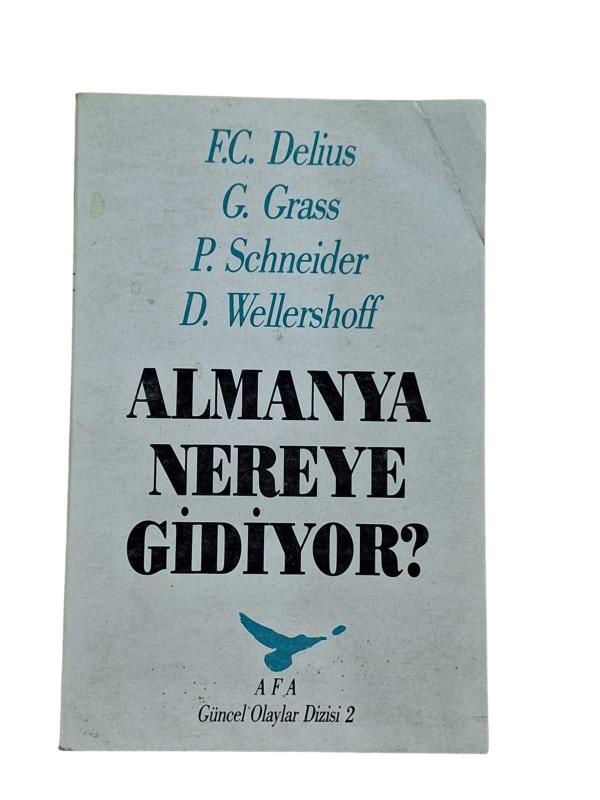 F.C. Delius
G. Grass
P. Schneider
D. Wellershoff
ALMANYA
NEREYE
GİDİYOR?
AFA
Güncel Olaylar Dizisi 2